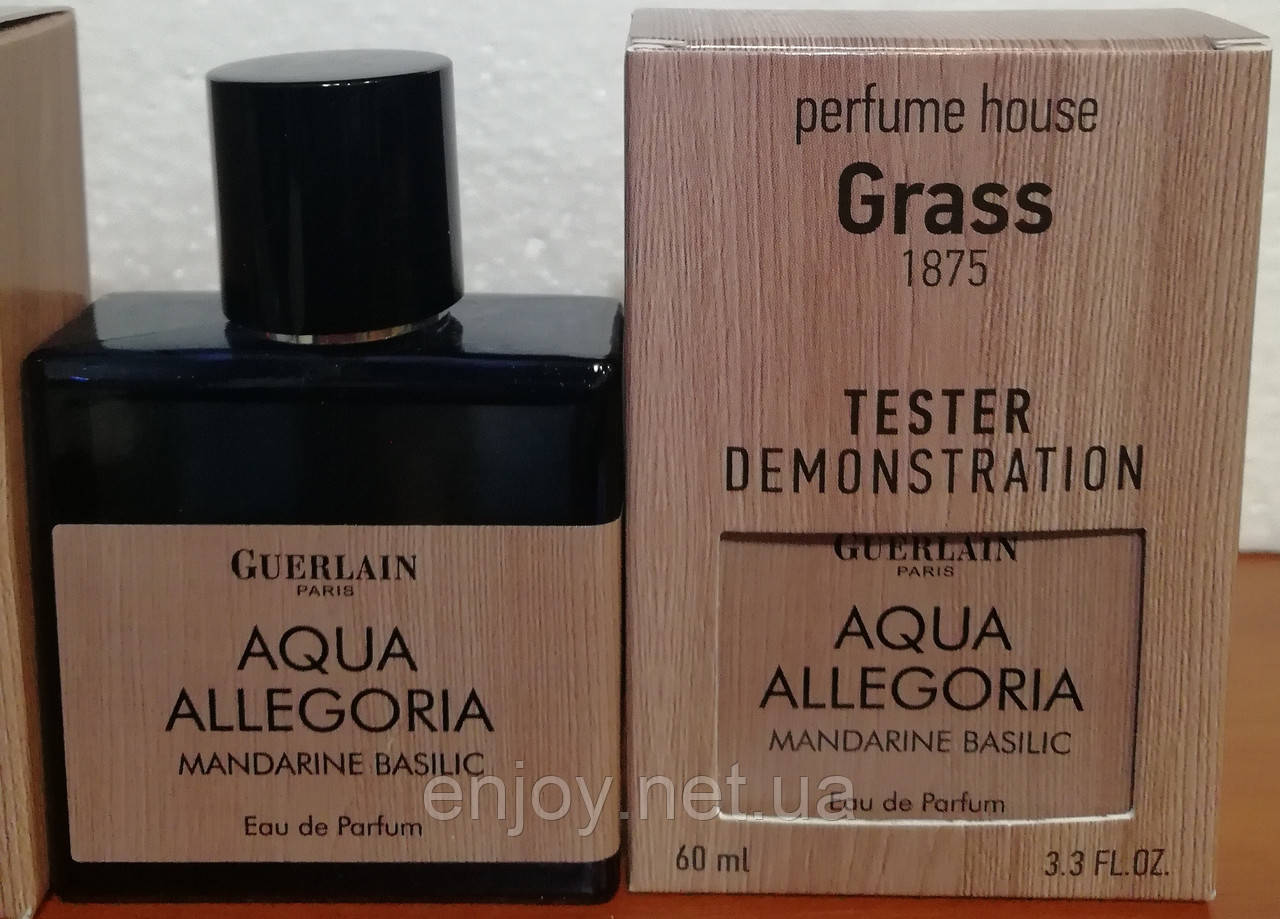 GUERLAIN
PARIS
AQUA
ALLEGORIA
MANDARINE BASILIC
Eau de Parfum
perfume house
Grass
1875
TESTER
DEMONSTRATION
GUERLAIN
PARIS
AQUA
ALLEGORIA
MANDARINE BASILIC
Eau de Parfum
60 ml
3.3 FL.OZ.
enjoy.net.ua